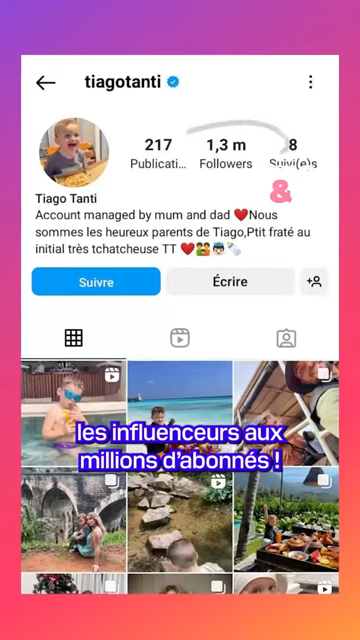 tiagotanti
217
1,3 m
8
Publicati...
Followers
Suivi(e)s
&
Tiago Tanti
Account managed by mum and dad ❤️Nous
sommes les heureux parents de Tiago,Ptit fraté au
initial très tchatcheuse TT ❤️
Suivre
Écrire
les influenceurs aux
millions d'abonnés !